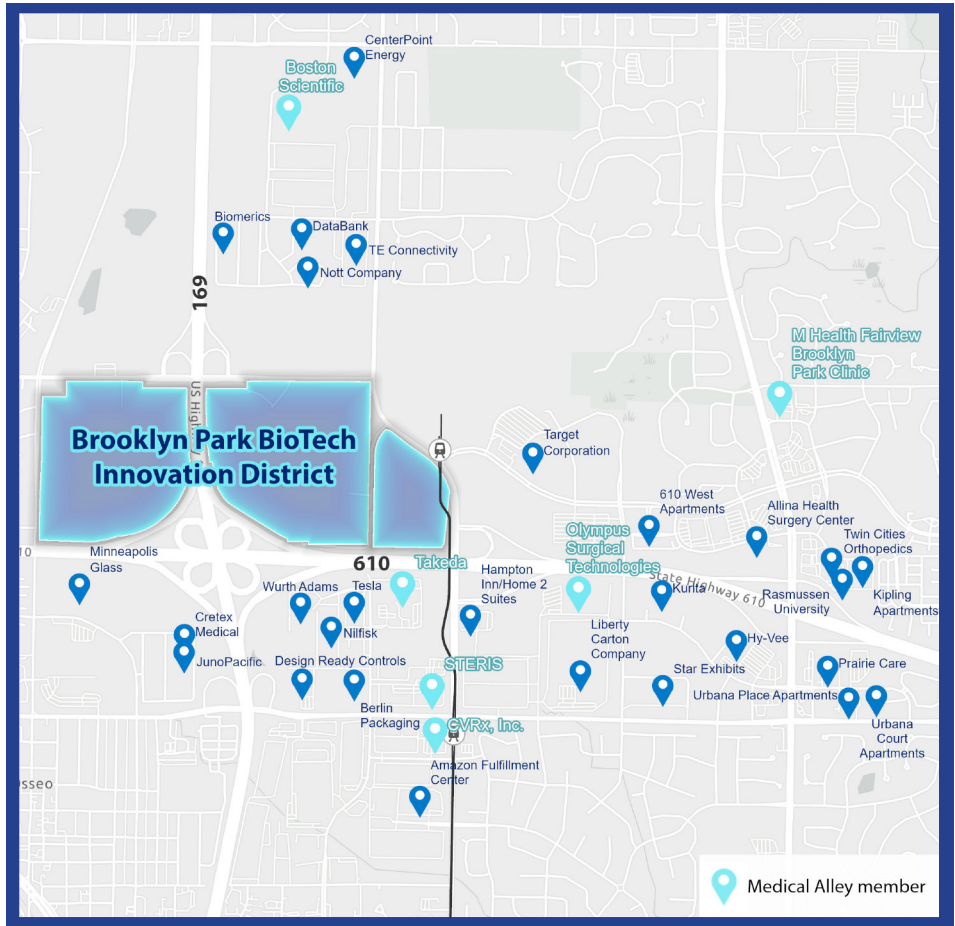 CenterPoint
Energy
Boston
Scientific
Biomerics
DataBank
TE Connectivity
Nott Company
169
M Health Fairview
Brooklyn
Park Clinic
US Highway
Brooklyn Park BioTech
Innovation District
Target
Corporation
610 West
Apartments
Allina Health
Surgery Center
Twin Cities
Orthopedics
Olympus
Surgical
Technologies
10
Minneapolis
Glass
610
Takeda
Hampton
Inn/Home 2
Suites
State Highway 610
Kurita
Rasmussen
University
Kipling
Apartments
Wurth Adams
Tesla
Nilfisk
Cretex
Medical
JunoPacific
Liberty
Carton
Company
Hy-Vee
Design Ready Controls
STERIS
Star Exhibits
Prairie Care
Urbana Place Apartments
Berlin
Packaging
CVRx, Inc.
Urbana
Court
Apartments
Amazon Fulfillment
Center
osseo
Medical Alley member